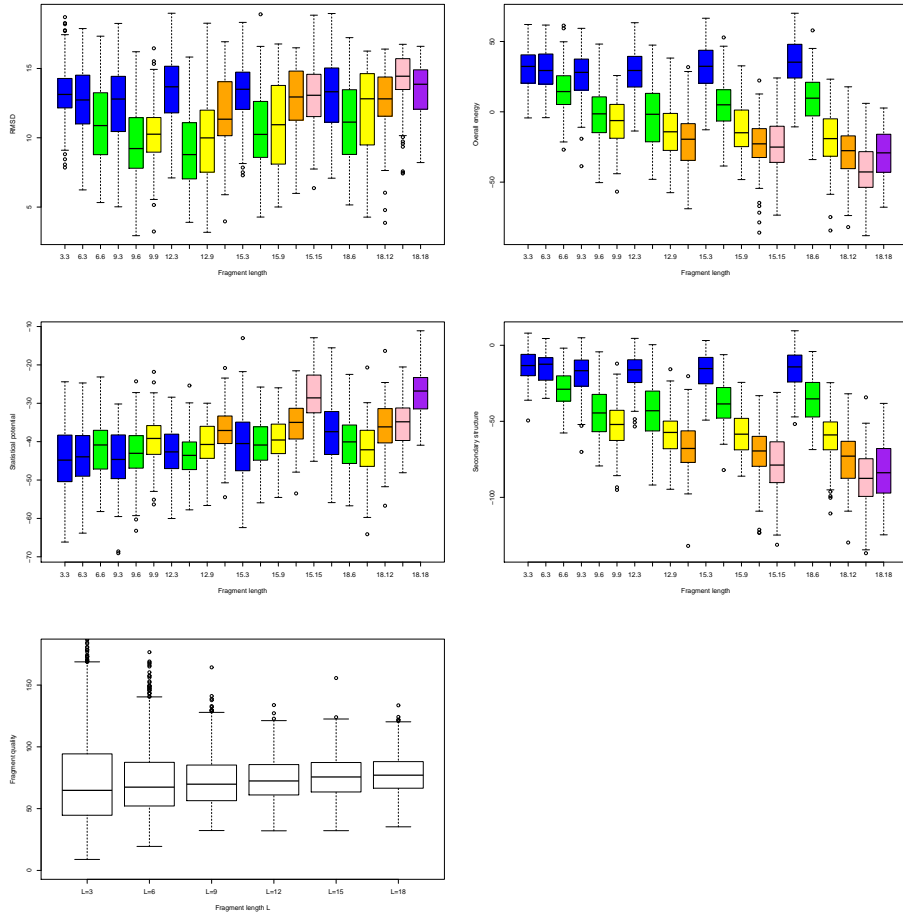 15
10
5
RMSD
3.3 6.3 6.6 9.3 9.6 9.9 12.3 12.9 15.3 15.9 15.15 18.6 18.12 18.18
Fragment length
50
0
−50
Overall energy
3.3 6.3 6.6 9.3 9.6 9.9 12.3 12.9 15.3 15.9 15.15 18.6 18.12 18.18
Fragment length
−10
−20
−30
−40
−50
−60
−70
Statistical potential
3.3 6.3 6.6 9.3 9.6 9.9 12.3 12.9 15.3 15.9 15.15 18.6 18.12 18.18
Fragment length
0
−50
−100
Secondary structure
3.3 6.3 6.6 9.3 9.6 9.9 12.3 12.9 15.3 15.9 15.15 18.6 18.12 18.18
Fragment length
150
100
50
0
Fragment quality
L=3 L=6 L=9 L=12 L=15 L=18
Fragment length L